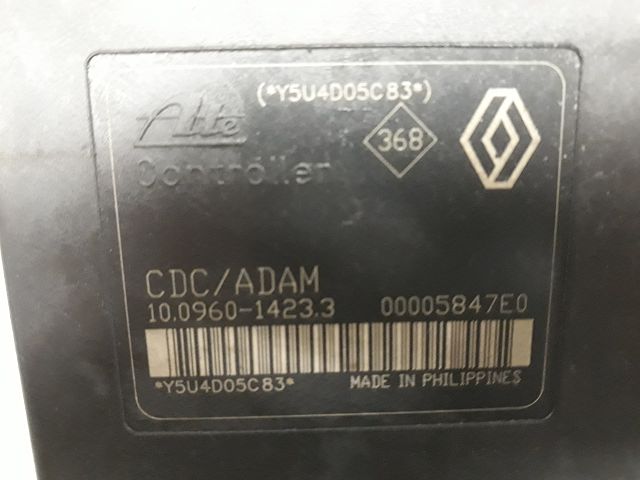 (*Y5U4D05C83*)
Ate
368
Controller
CDC/ADAM
10.0960-1423.3 00005847E0
*Y5U4D05C83* MADE IN PHILIPPINES